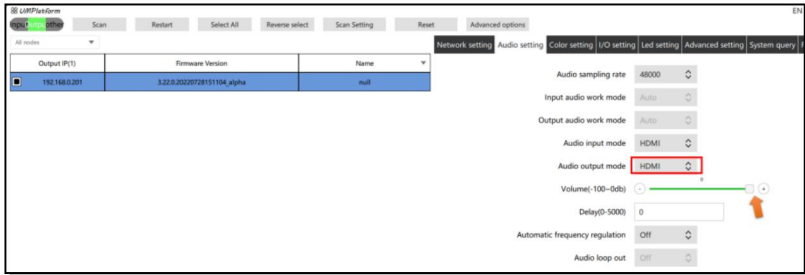 UMPlatform
EN
Input Output other Scan Restart Select All Reverse select Scan Setting Reset Advanced options
All nodes
Network setting Audio setting Color setting I/O setting Led setting Advanced setting System query
Output IP(1) Firmware Version Name
192.168.0.201 3.22.0.20220728151104_alpha null
Audio sampling rate 48000
Input audio work mode Auto
Output audio work mode Auto
Audio input mode HDMI
Audio output mode HDMI
Volume(-100~0db)
Delay(0-5000) 0
Automatic frequency regulation Off
Audio loop out Off